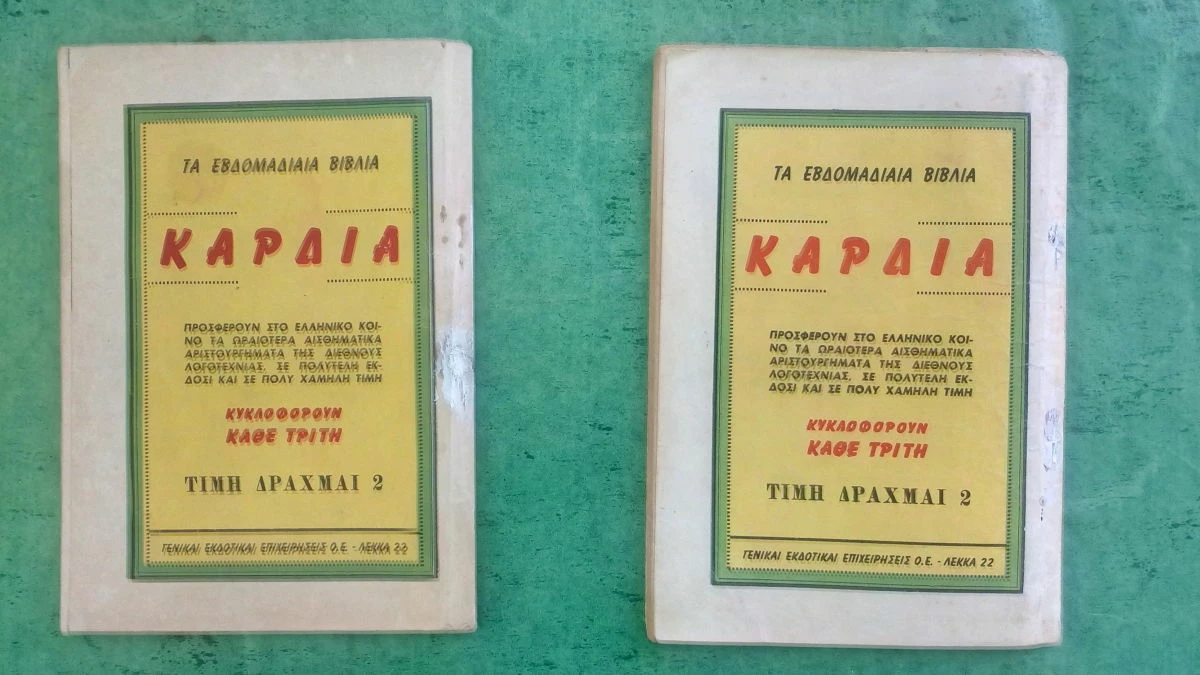 ΤΑ ΕΒΔΟΜΑΔΙΑΙΑ ΒΙΒΛΙΑ
ΚΑΡΔΙΑ
ΠΡΟΣΦΕΡΟΥΝ ΣΤΟ ΕΛΛΗΝΙΚΟ ΚΟΙ-
ΝΟ ΤΑ ΩΡΑΙΟΤΕΡΑ ΑΙΣΘΗΜΑΤΙΚΑ
ΑΡΙΣΤΟΥΡΓΗΜΑΤΑ ΤΗΣ ΔΙΕΘΝΟΥΣ
ΛΟΓΟΤΕΧΝΙΑΣ, ΣΕ ΠΟΛΥΤΕΛΗ ΕΚ-
ΔΟΣΙ ΚΑΙ ΣΕ ΠΟΛΥ ΧΑΜΗΛΗ ΤΙΜΗ
ΚΥΚΛΟΦΟΡΟΥΝ
ΚΑΘΕ ΤΡΙΤΗ
ΤΙΜΗ ΔΡΑΧΜΑΙ 2
ΓΕΝΙΚΑΙ ΕΚΔΟΤΙΚΑΙ ΕΠΙΧΕΙΡΗΣΕΙΣ Ο.Ε. - ΛΕΚΚΑ 22
ΤΑ ΕΒΔΟΜΑΔΙΑΙΑ ΒΙΒΛΙΑ
ΚΑΡΔΙΑ
ΠΡΟΣΦΕΡΟΥΝ ΣΤΟ ΕΛΛΗΝΙΚΟ ΚΟΙ-
ΝΟ ΤΑ ΩΡΑΙΟΤΕΡΑ ΑΙΣΘΗΜΑΤΙΚΑ
ΑΡΙΣΤΟΥΡΓΗΜΑΤΑ ΤΗΣ ΔΙΕΘΝΟΥΣ
ΛΟΓΟΤΕΧΝΙΑΣ, ΣΕ ΠΟΛΥΤΕΛΗ ΕΚ-
ΔΟΣΙ ΚΑΙ ΣΕ ΠΟΛΥ ΧΑΜΗΛΗ ΤΙΜΗ
ΚΥΚΛΟΦΟΡΟΥΝ
ΚΑΘΕ ΤΡΙΤΗ
ΤΙΜΗ ΔΡΑΧΜΑΙ 2
ΓΕΝΙΚΑΙ ΕΚΔΟΤΙΚΑΙ ΕΠΙΧΕΙΡΗΣΕΙΣ Ο.Ε. - ΛΕΚΚΑ 22